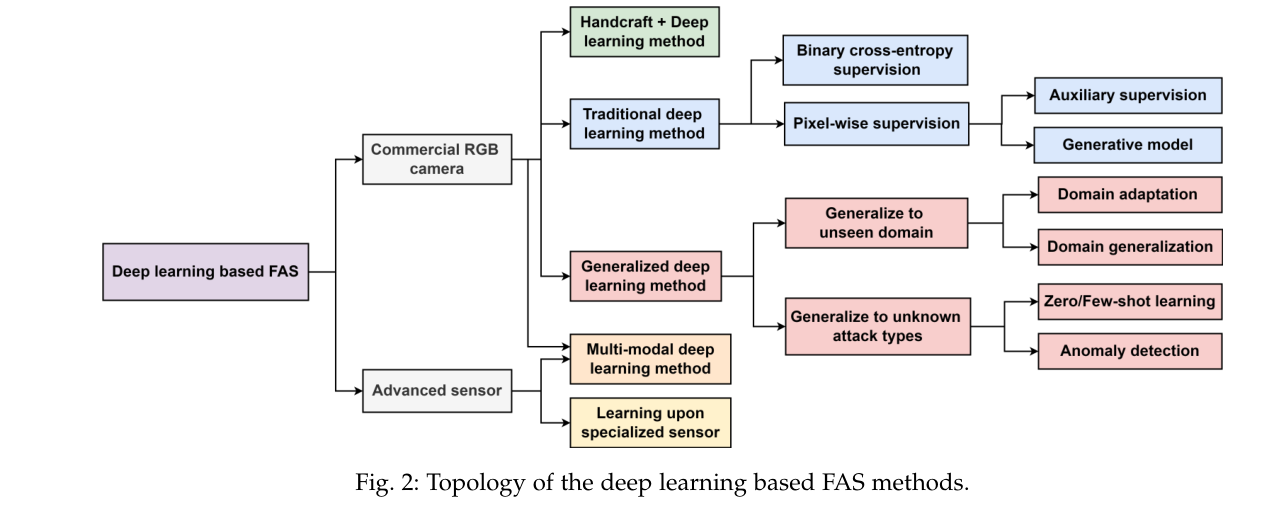 Handcraft + Deep
learning method
Binary cross-entropy
supervision
Auxiliary supervision
Traditional deep
learning method
Pixel-wise supervision
Generative model
Commercial RGB
camera
Domain adaptation
Generalize to
unseen domain
Domain generalization
Deep learning based FAS
Generalized deep
learning method
Zero/Few-shot learning
Generalize to unknown
attack types
Anomaly detection
Multi-modal deep
learning method
Advanced sensor
Learning upon
specialized sensor
Fig. 2: Topology of the deep learning based FAS methods.